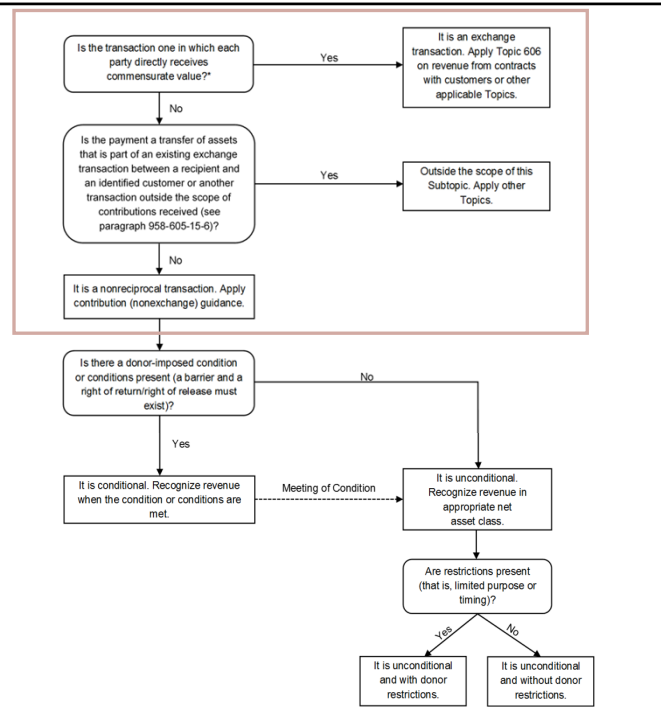 Is the transaction one in which each
party directly receives
commensurate value?*
Yes
It is an exchange
transaction. Apply Topic 606
on revenue from contracts
with customers or other
applicable Topics.
No
Is the payment a transfer of assets
that is part of an existing exchange
transaction between a recipient and
an identified customer or another
transaction outside the scope of
contributions received (see
paragraph 958-605-15-6)?
Yes
Outside the scope of this
Subtopic. Apply other
Topics.
No
It is a nonreciprocal transaction. Apply
contribution (nonexchange) guidance.
Is there a donor-imposed condition
or conditions present (a barrier and a
right of return/right of release must
exist)?
No
Yes
It is conditional. Recognize revenue
when the condition or conditions are
met.
Meeting of Condition
It is unconditional.
Recognize revenue in
appropriate net
asset class.
Are restrictions present
(that is, limited purpose or
timing)?
Yes
No
It is unconditional
and with donor
restrictions.
It is unconditional
and without donor
restrictions.